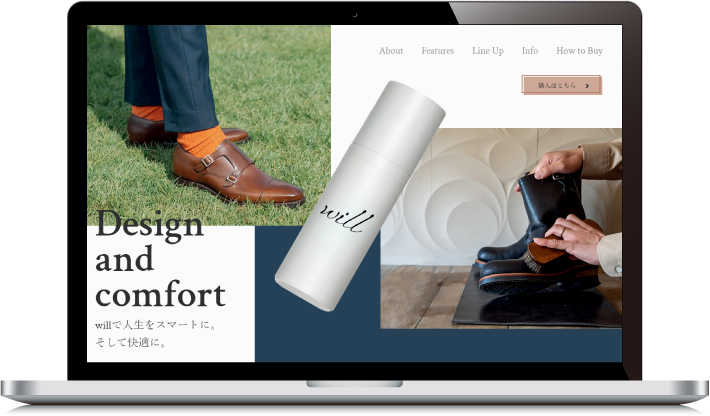 About Features Line Up Info How to Buy
購入はこちら
will
Design
and
comfort
willで人生をスマートに。
そして快適に。